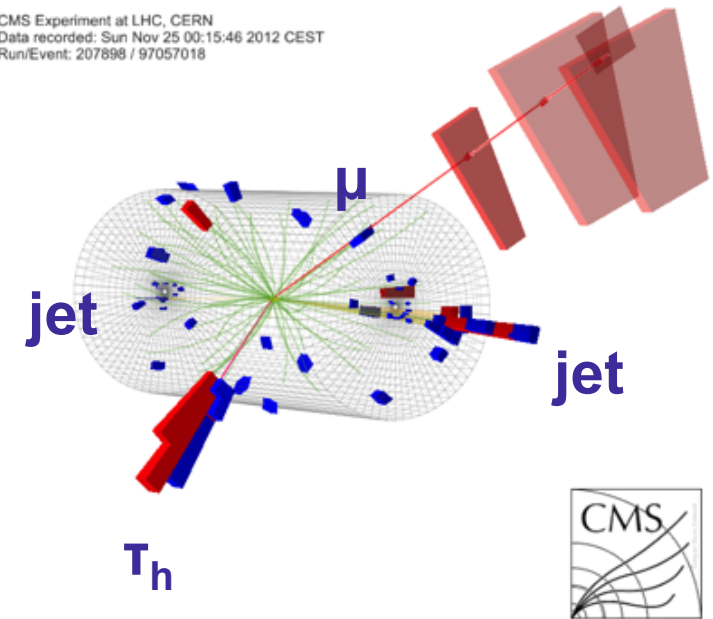 CMS Experiment at LHC, CERN
Data recorded: Sun Nov 25 00:15:46 2012 CEST
Run/Event: 207898 / 97057018
μ
jet
jet
τh
CMS